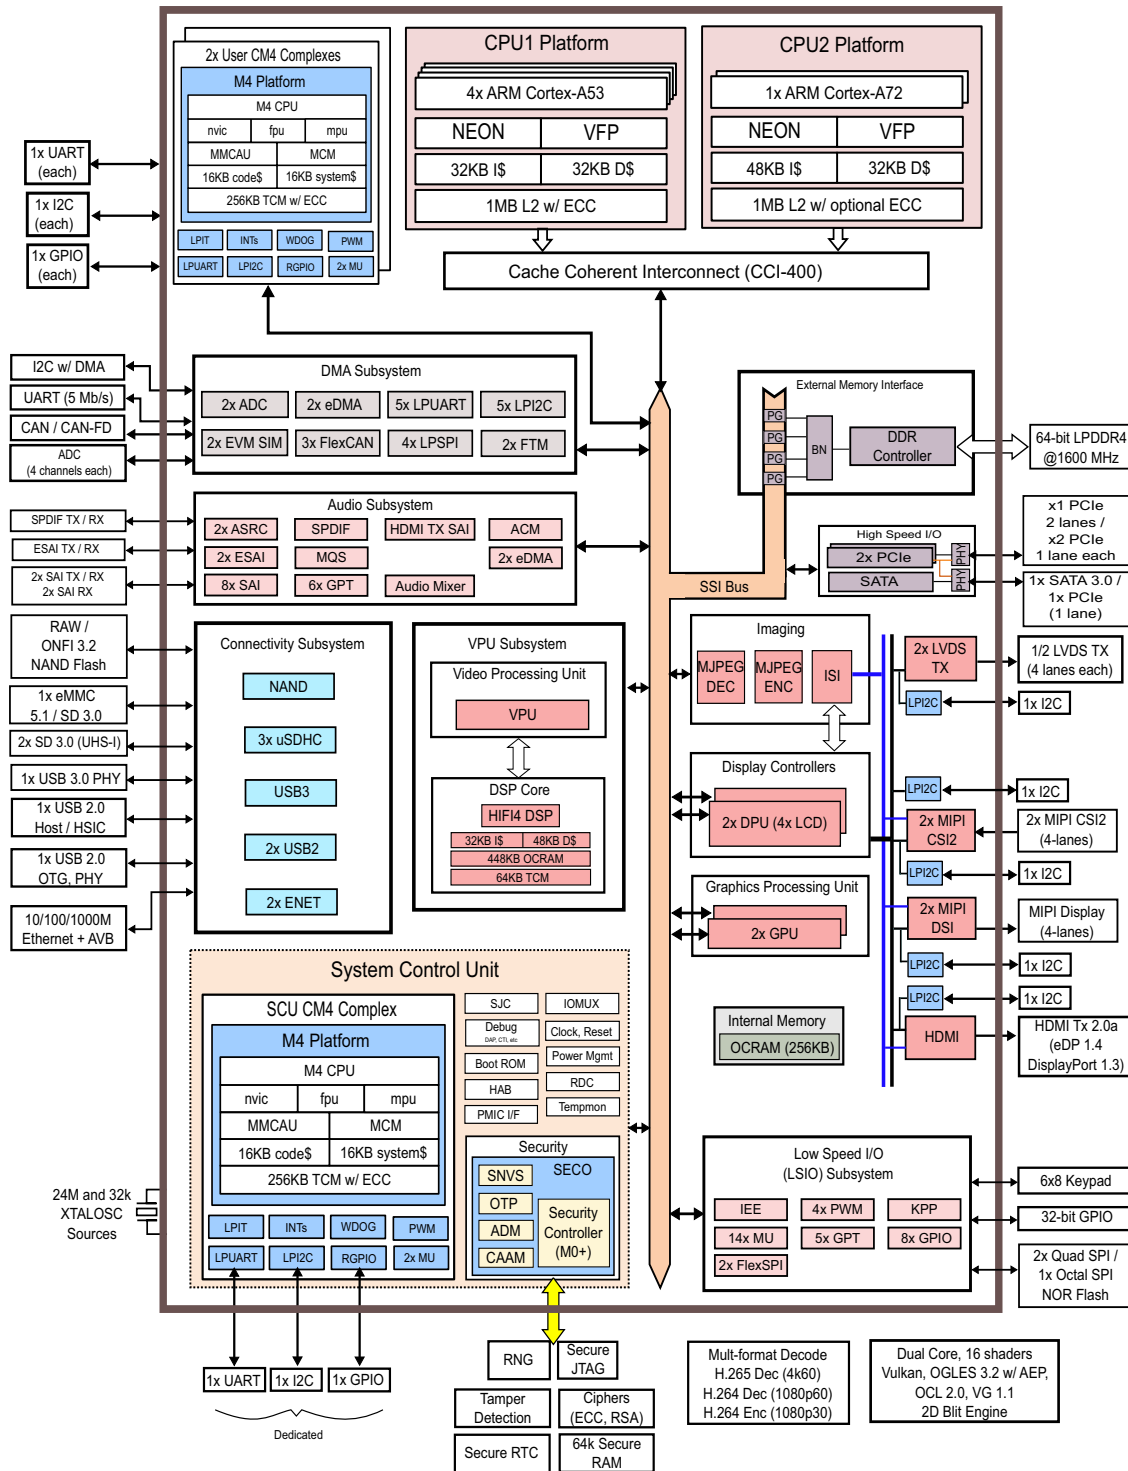 2x User CM4 Complexes
M4 Platform
M4 CPU
nvic
fpu
mpu
MMCAU
MCM
16KB code$
16KB system$
256KB TCM w/ ECC
LPIT
INTs
WDOG
PWM
LPUART
LPI2C
RGPIO
2x MU
CPU1 Platform
4x ARM Cortex-A53
NEON
VFP
32KB I$
32KB D$
1MB L2 w/ ECC
CPU2 Platform
1x ARM Cortex-A72
NEON
VFP
48KB I$
32KB D$
1MB L2 w/ optional ECC
Cache Coherent Interconnect (CCI-400)
1x UART
(each)
1x I2C
(each)
1x GPIO
(each)
I2C w/ DMA
UART (5 Mb/s)
CAN / CAN-FD
ADC
(4 channels each)
DMA Subsystem
2x ADC
2x eDMA
5x LPUART
5x LPI2C
2x EVM SIM
3x FlexCAN
4x LPSPI
2x FTM
External Memory Interface
PG
PG
PG
PG
BN
DDR
Controller
64-bit LPDDR4
@1600 MHz
SPDIF TX / RX
ESAI TX / RX
2x SAI TX / RX
2x SAI RX
Audio Subsystem
2x ASRC
SPDIF
HDMI TX SAI
ACM
2x ESAI
MQS
2x eDMA
8x SAI
6x GPT
Audio Mixer
SSI Bus
High Speed I/O
2x PCIe
SATA
PHY
PHY
x1 PCIe
2 lanes /
x2 PCIe
1 lane each
1x SATA 3.0 /
1x PCIe
(1 lane)
RAW /
ONFI 3.2
NAND Flash
1x eMMC
5.1 / SD 3.0
2x SD 3.0 (UHS-I)
1x USB 3.0 PHY
1x USB 2.0
Host / HSIC
1x USB 2.0
OTG, PHY
10/100/1000M
Ethernet + AVB
Connectivity Subsystem
NAND
3x uSDHC
USB3
2x USB2
2x ENET
VPU Subsystem
Video Processing Unit
VPU
DSP Core
HIFI4 DSP
32KB I$
48KB D$
448KB OCRAM
64KB TCM
Imaging
MJPEG
DEC
MJPEG
ENC
ISI
Display Controllers
2x DPU (4x LCD)
Graphics Processing Unit
2x GPU
Internal Memory
OCRAM (256KB)
2x LVDS
TX
LPI2C
LPI2C
2x MIPI
CSI2
LPI2C
2x MIPI
DSI
LPI2C
LPI2C
HDMI
1/2 LVDS TX
(4 lanes each)
1x I2C
1x I2C
2x MIPI CSI2
(4-lanes)
1x I2C
MIPI Display
(4-lanes)
1x I2C
1x I2C
HDMI Tx 2.0a
(eDP 1.4
DisplayPort 1.3)
System Control Unit
SCU CM4 Complex
M4 Platform
M4 CPU
nvic
fpu
mpu
MMCAU
MCM
16KB code$
16KB system$
256KB TCM w/ ECC
LPIT
INTs
WDOG
PWM
LPUART
LPI2C
RGPIO
2x MU
SJC
IOMUX
Debug
DAP, CTI, etc
Clock, Reset
Boot ROM
Power Mgmt
HAB
RDC
PMIC I/F
Tempmon
Security
SECO
SNVS
OTP
ADM
CAAM
Security
Controller
(M0+)
24M and 32k
XTALOSC
Sources
Low Speed I/O
(LSIO) Subsystem
IEE
4x PWM
KPP
14x MU
5x GPT
8x GPIO
2x FlexSPI
6x8 Keypad
32-bit GPIO
2x Quad SPI /
1x Octal SPI
NOR Flash
1x UART
1x I2C
1x GPIO
Dedicated
RNG
Secure
JTAG
Tamper
Detection
Ciphers
(ECC, RSA)
Secure RTC
64k Secure
RAM
Mult-format Decode
H.265 Dec (4k60)
H.264 Dec (1080p60)
H.264 Enc (1080p30)
Dual Core, 16 shaders
Vulkan, OGLES 3.2 w/ AEP,
OCL 2.0, VG 1.1
2D Blit Engine